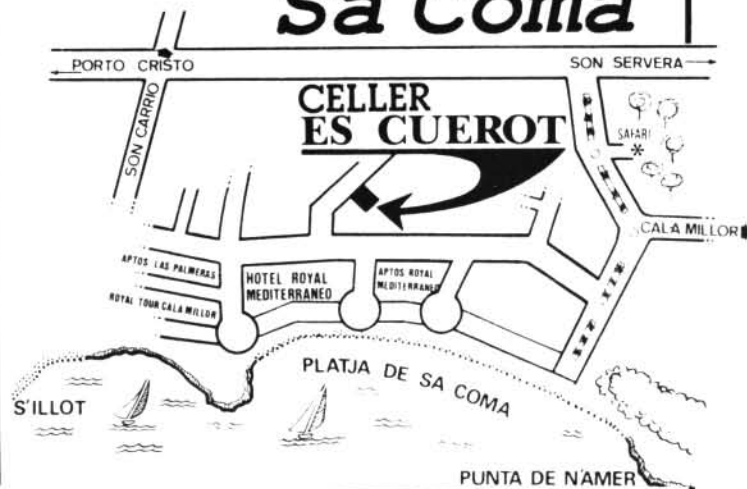 Sa Coma
PORTO CRISTO
SON SERVERA
SON CARRIO
CELLER
ES CUEROT
SAFARI
CALA MILLOR
APTOS LAS PALMERAS
HOTEL ROYAL
MEDITERRANEO
APTOS ROYAL
MEDITERRANEO
ROYAL TOUR CALA MILLOR
PLATJA DE SA COMA
S'ILLOT
PUNTA DE N'AMER